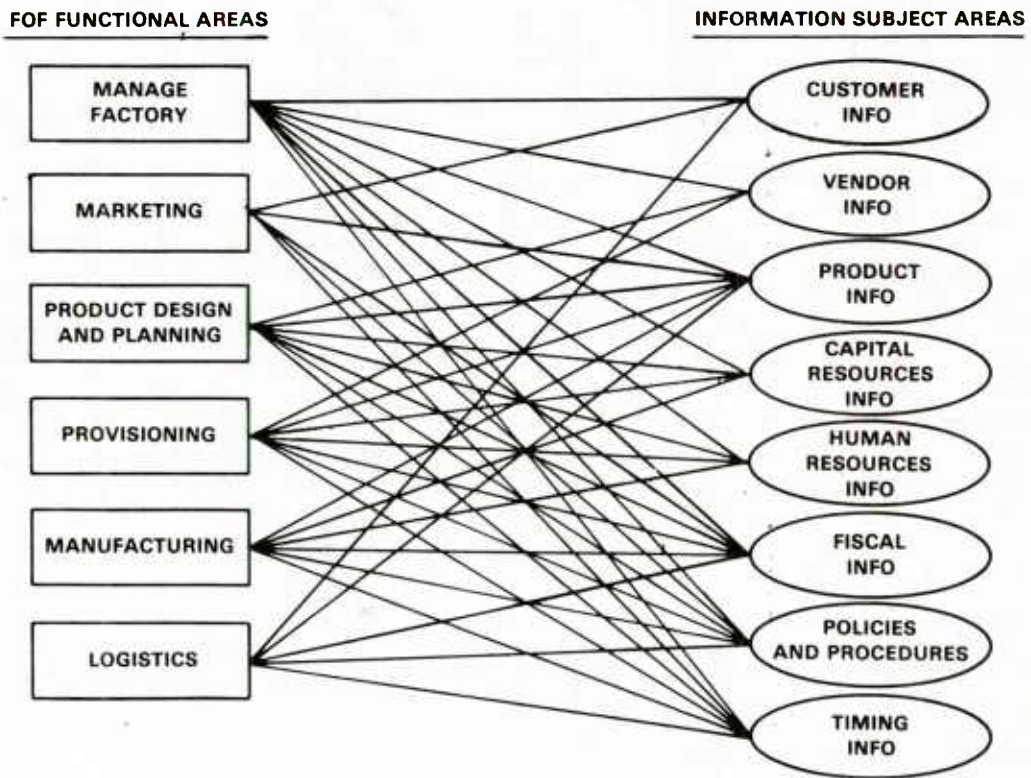 FOF FUNCTIONAL AREAS
INFORMATION SUBJECT AREAS
MANAGE
FACTORY
MARKETING
PRODUCT DESIGN
AND PLANNING
PROVISIONING
MANUFACTURING
LOGISTICS
CUSTOMER
INFO
VENDOR
INFO
PRODUCT
INFO
CAPITAL
RESOURCES
INFO
HUMAN
RESOURCES
INFO
FISCAL
INFO
POLICIES
AND PROCEDURES
TIMING
INFO